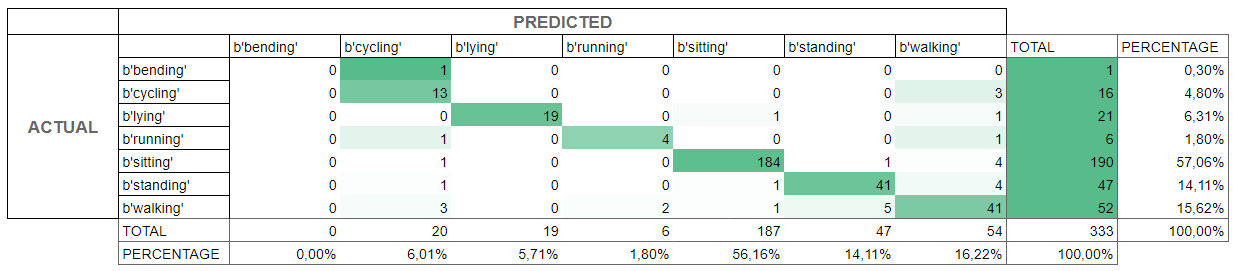 PREDICTED
b'bending' b'cycling' b'lying' b'running' b'sitting' b'standing' b'walking' TOTAL PERCENTAGE
b'bending' 0 1 0 0 0 0 0 1 0,30%
b'cycling' 0 13 0 0 0 0 3 16 4,80%
b'lying' 0 0 19 0 1 0 1 21 6,31%
ACTUAL b'running' 0 1 0 4 0 0 1 6 1,80%
b'sitting' 0 1 0 0 184 1 4 190 57,06%
b'standing' 0 1 0 0 1 41 4 47 14,11%
b'walking' 0 3 0 2 1 5 41 52 15,62%
TOTAL 0 20 19 6 187 47 54 333 100,00%
PERCENTAGE 0,00% 6,01% 5,71% 1,80% 56,16% 14,11% 16,22% 100,00%